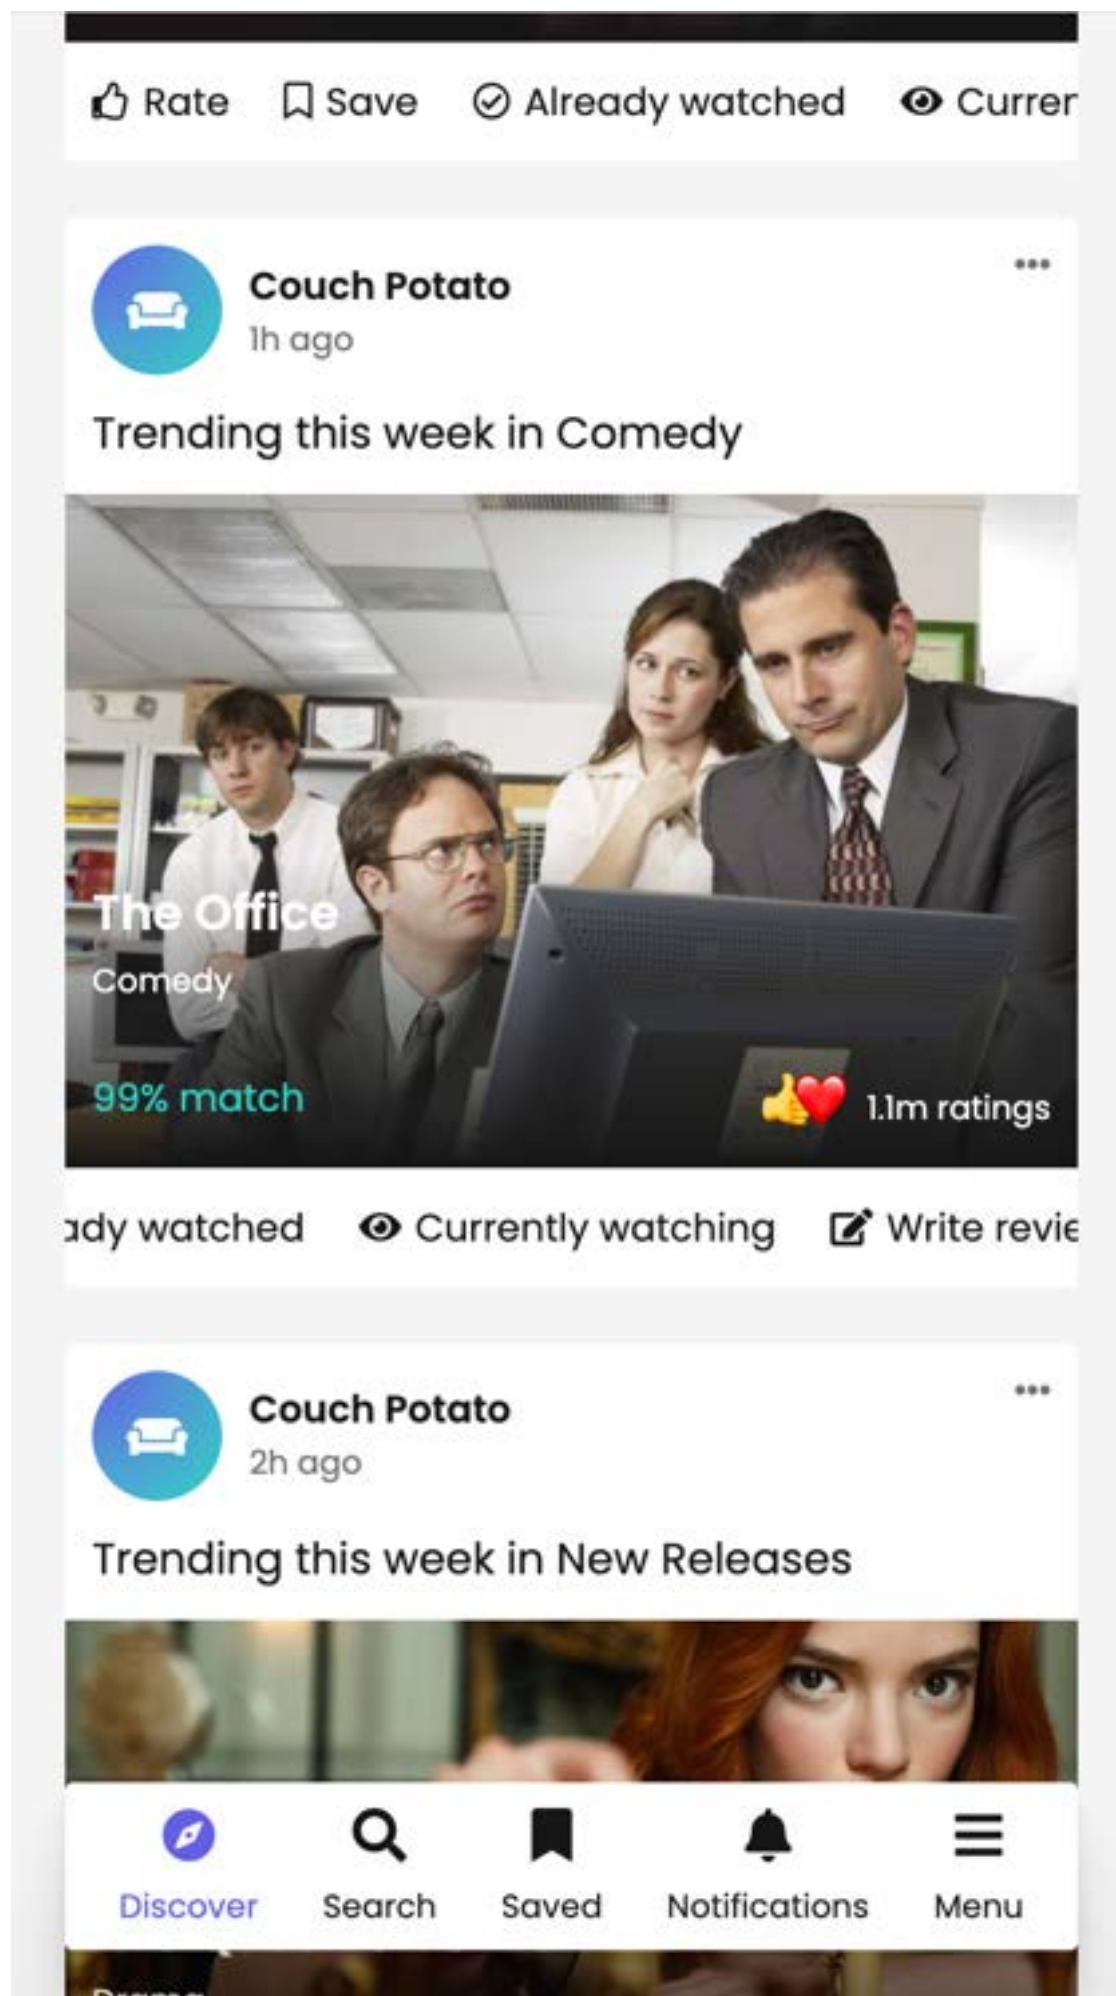 Rate Save Already watched Curren
Couch Potato
1h ago
Trending this week in Comedy
The Office
Comedy
99% match
1.1m ratings
ady watched Currently watching Write revie
Couch Potato
2h ago
Trending this week in New Releases
Discover Search Saved Notifications Menu
Drama